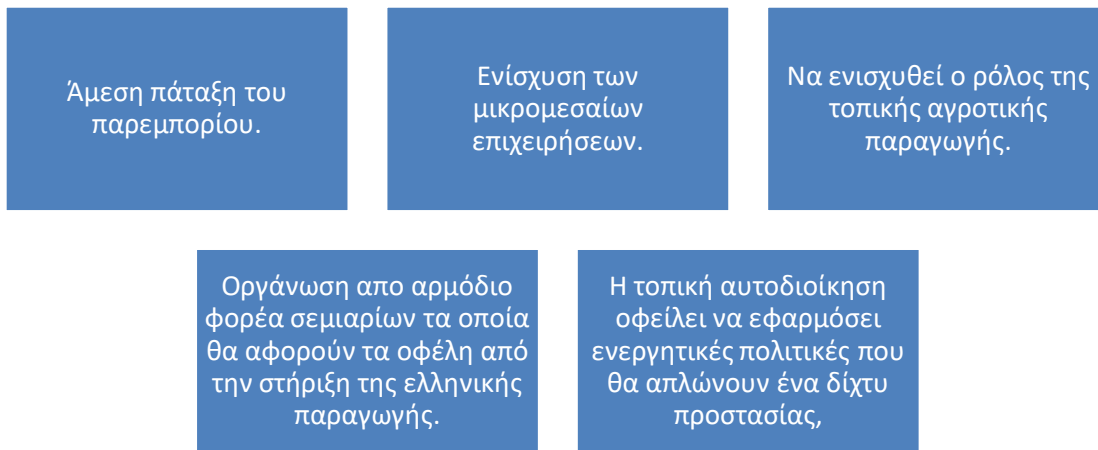 Άμεση πάταξη του
παρεμπορίου.
Ενίσχυση των
μικρομεσαίων
επιχειρήσεων.
Να ενισχυθεί ο ρόλος της
τοπικής αγροτικής
παραγωγής.
Οργάνωση απο αρμόδιο
φορέα σεμιαρίων τα οποία
θα αφορούν τα οφέλη από
την στήριξη της ελληνικής
παραγωγής.
Η τοπική αυτοδιοίκηση
οφείλει να εφαρμόσει
ενεργητικές πολιτικές που
θα απλώνουν ένα δίχτυ
προστασίας,